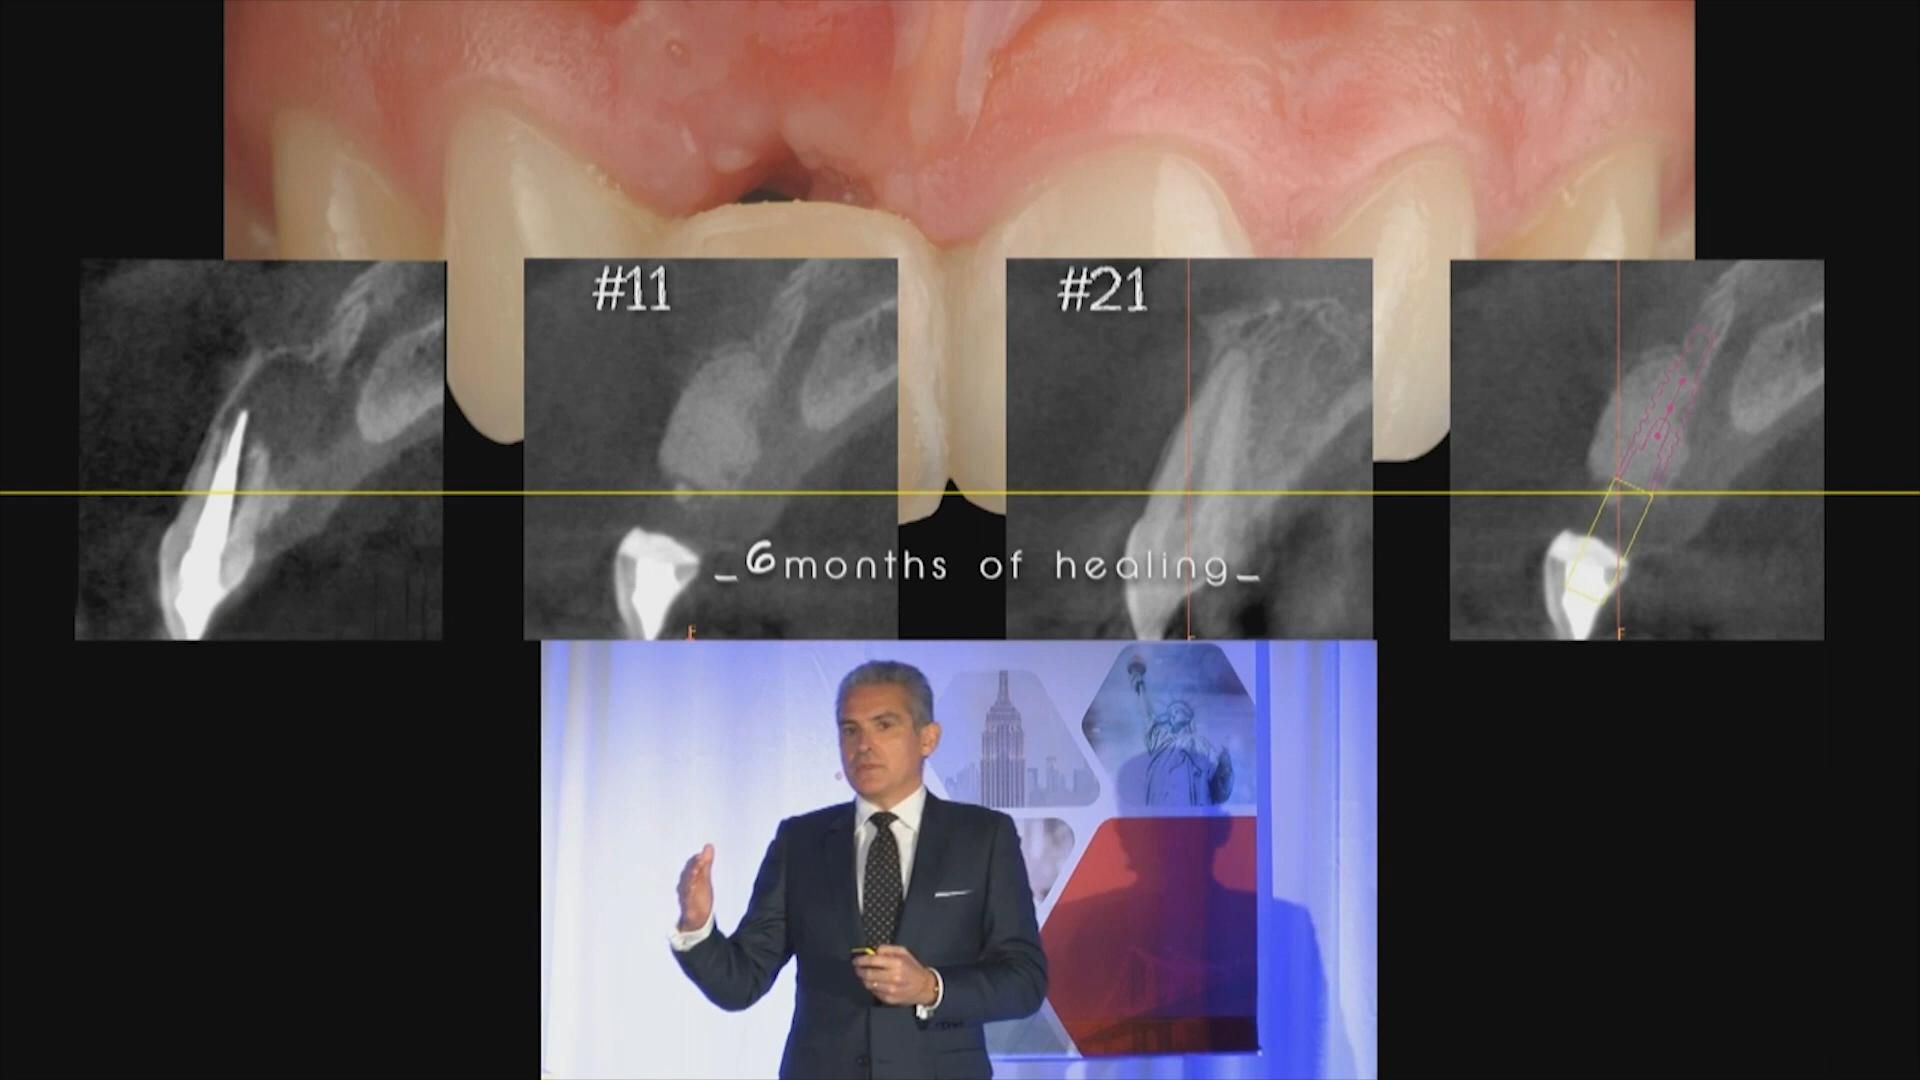 #11
#21
_6months of healing_
F
F